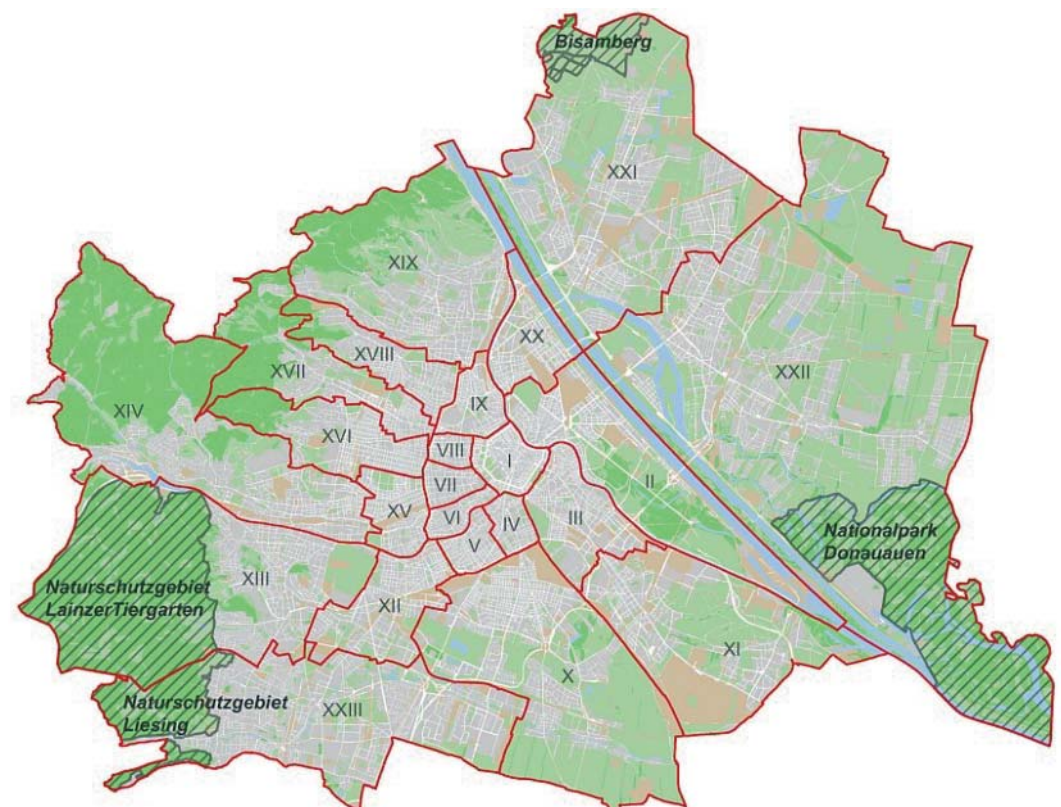 Bisamberg
XXI
XIX
XX
XVIII
XVII
XXII
XIV
IX
XVI
VIII
I
VII
II
XV
VI
IV
III
V
Nationalpark
Donauauen
XIII
Naturschutzgebiet
LainzerTiergarten
XII
XI
X
Naturschutzgebiet
Liesing
XXIII